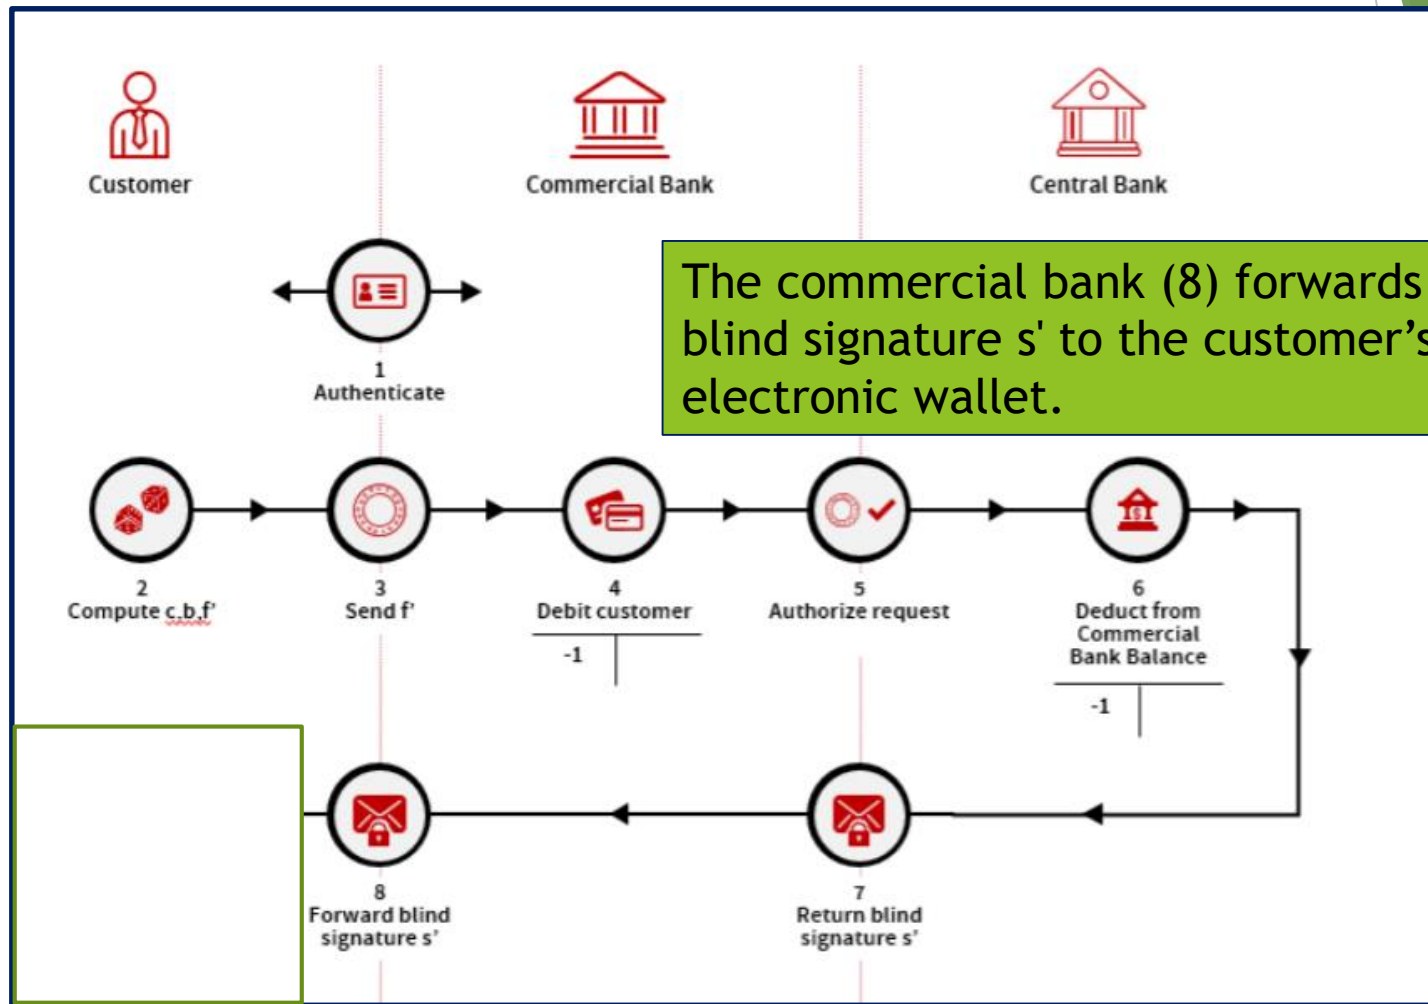 Customer
Commercial Bank
Central Bank
The commercial bank (8) forwards
blind signature s' to the customer's
electronic wallet.
1
Authenticate
2
Compute c,b,f'
3
Send f'
4
Debit customer
-1
5
Authorize request
6
Deduct from
Commercial
Bank Balance
-1
8
Forward blind
signature s'
7
Return blind
signature s'